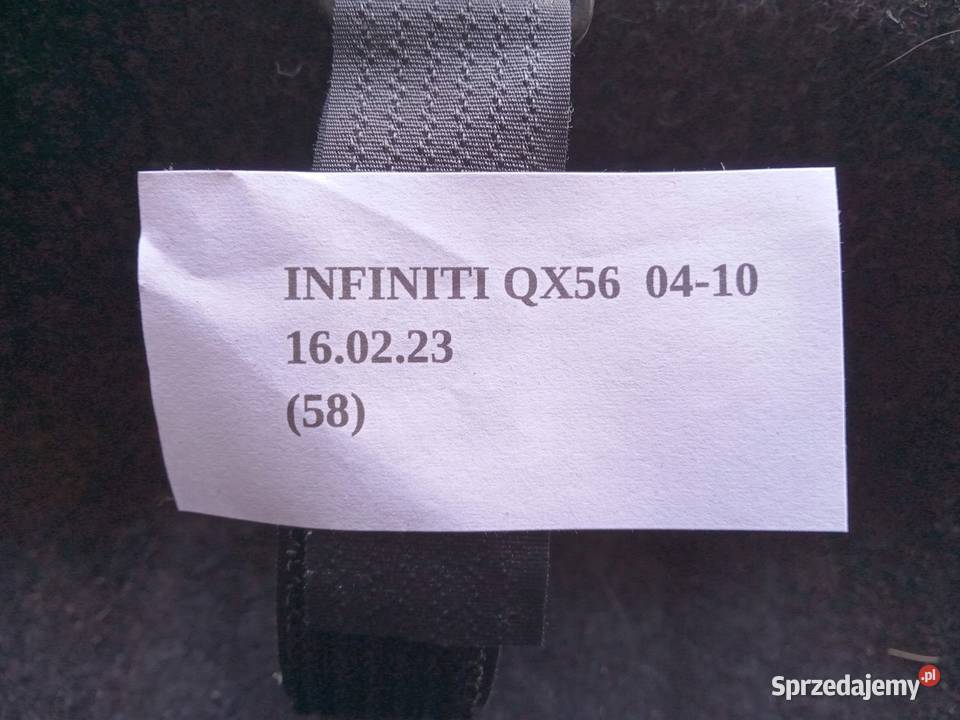 INFINITI QX56 04-10
16.02.23
(58)
Sprzedajemy.pl